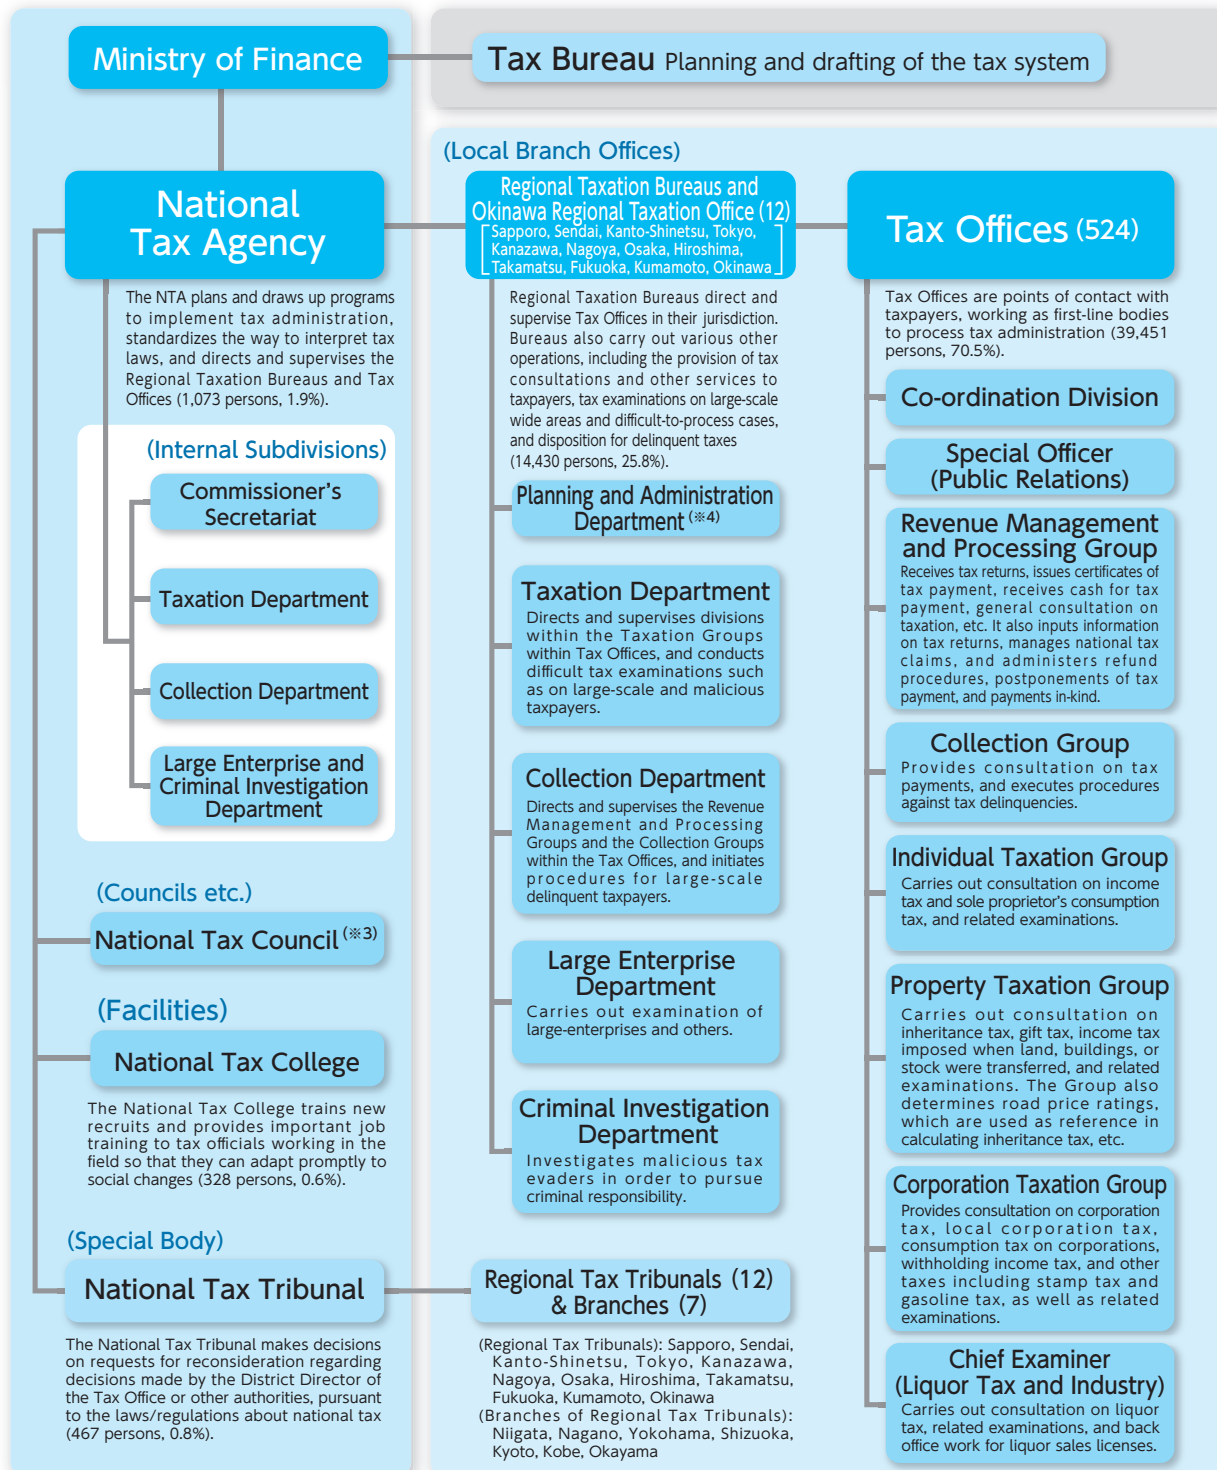 Ministry of Finance
Tax Bureau Planning and drafting of the tax system
National
Tax Agency
The NTA plans and draws up programs
to implement tax administration,
standardizes the way to interpret tax
laws, and directs and supervises the
Regional Taxation Bureaus and Tax
Offices (1,073 persons, 1.9%).
(Internal Subdivisions)
Commissioner's
Secretariat
Taxation Department
Collection Department
Large Enterprise and
Criminal Investigation
Department
(Councils etc.)
National Tax Council (※3)
(Facilities)
National Tax College
The National Tax College trains new
recruits and provides important job
training to tax officials working in the
field so that they can adapt promptly to
social changes (328 persons, 0.6%).
(Special Body)
National Tax Tribunal
The National Tax Tribunal makes decisions
on requests for reconsideration regarding
decisions made by the District Director of
the Tax Office or other authorities, pursuant
to the laws/regulations about national tax
(467 persons, 0.8%).
(Local Branch Offices)
Regional Taxation Bureaus and
Okinawa Regional Taxation Office (12)
[Sapporo, Sendai, Kanto-Shinetsu, Tokyo,
Kanazawa, Nagoya, Osaka, Hiroshima,
Takamatsu, Fukuoka, Kumamoto, Okinawa]
Regional Taxation Bureaus direct and
supervise Tax Offices in their jurisdiction.
Bureaus also carry out various other
operations, including the provision of tax
consultations and other services to
taxpayers, tax examinations on large-scale
wide areas and difficult-to-process cases,
and disposition for delinquent taxes
(14,430 persons, 25.8%).
Planning and Administration
Department (※4)
Taxation Department
Directs and supervises divisions
within the Taxation Groups
within Tax Offices, and conducts
difficult tax examinations such
as on large-scale and malicious
taxpayers.
Collection Department
Directs and supervises the Revenue
Management and Processing
Groups and the Collection Groups
within the Tax Offices, and initiates
procedures for large-scale
delinquent taxpayers.
Large Enterprise
Department
Carries out examination of
large-enterprises and others.
Criminal Investigation
Department
Investigates malicious tax
evaders in order to pursue
criminal responsibility.
Regional Tax Tribunals (12)
& Branches (7)
(Regional Tax Tribunals): Sapporo, Sendai,
Kanto-Shinetsu, Tokyo, Kanazawa,
Nagoya, Osaka, Hiroshima, Takamatsu,
Fukuoka, Kumamoto, Okinawa
(Branches of Regional Tax Tribunals):
Niigata, Nagano, Yokohama, Shizuoka,
Kyoto, Kobe, Okayama
Tax Offices (524)
Tax Offices are points of contact with
taxpayers, working as first-line bodies
to process tax administration (39,451
persons, 70.5%).
Co-ordination Division
Special Officer
(Public Relations)
Revenue Management
and Processing Group
Receives tax returns, issues certificates of
tax payment, receives cash for tax
payment, general consultation on
taxation, etc. It also inputs information
on tax returns, manages national tax
claims, and administers refund
procedures, postponements of tax
payment, and payments in-kind.
Collection Group
Provides consultation on tax
payments, and executes procedures
against tax delinquencies.
Individual Taxation Group
Carries out consultation on income
tax and sole proprietor's consumption
tax, and related examinations.
Property Taxation Group
Carries out consultation on
inheritance tax, gift tax, income tax
imposed when land, buildings, or
stock were transferred, and related
examinations. The Group also
determines road price ratings,
which are used as reference in
calculating inheritance tax, etc.
Corporation Taxation Group
Provides consultation on corporation
tax, local corporation tax,
consumption tax on corporations,
withholding income tax, and other
taxes including stamp tax and
gasoline tax, as well as related
examinations.
Chief Examiner
(Liquor Tax and Industry)
Carries out consultation on liquor
tax, related examinations, and back
office work for liquor sales licenses.